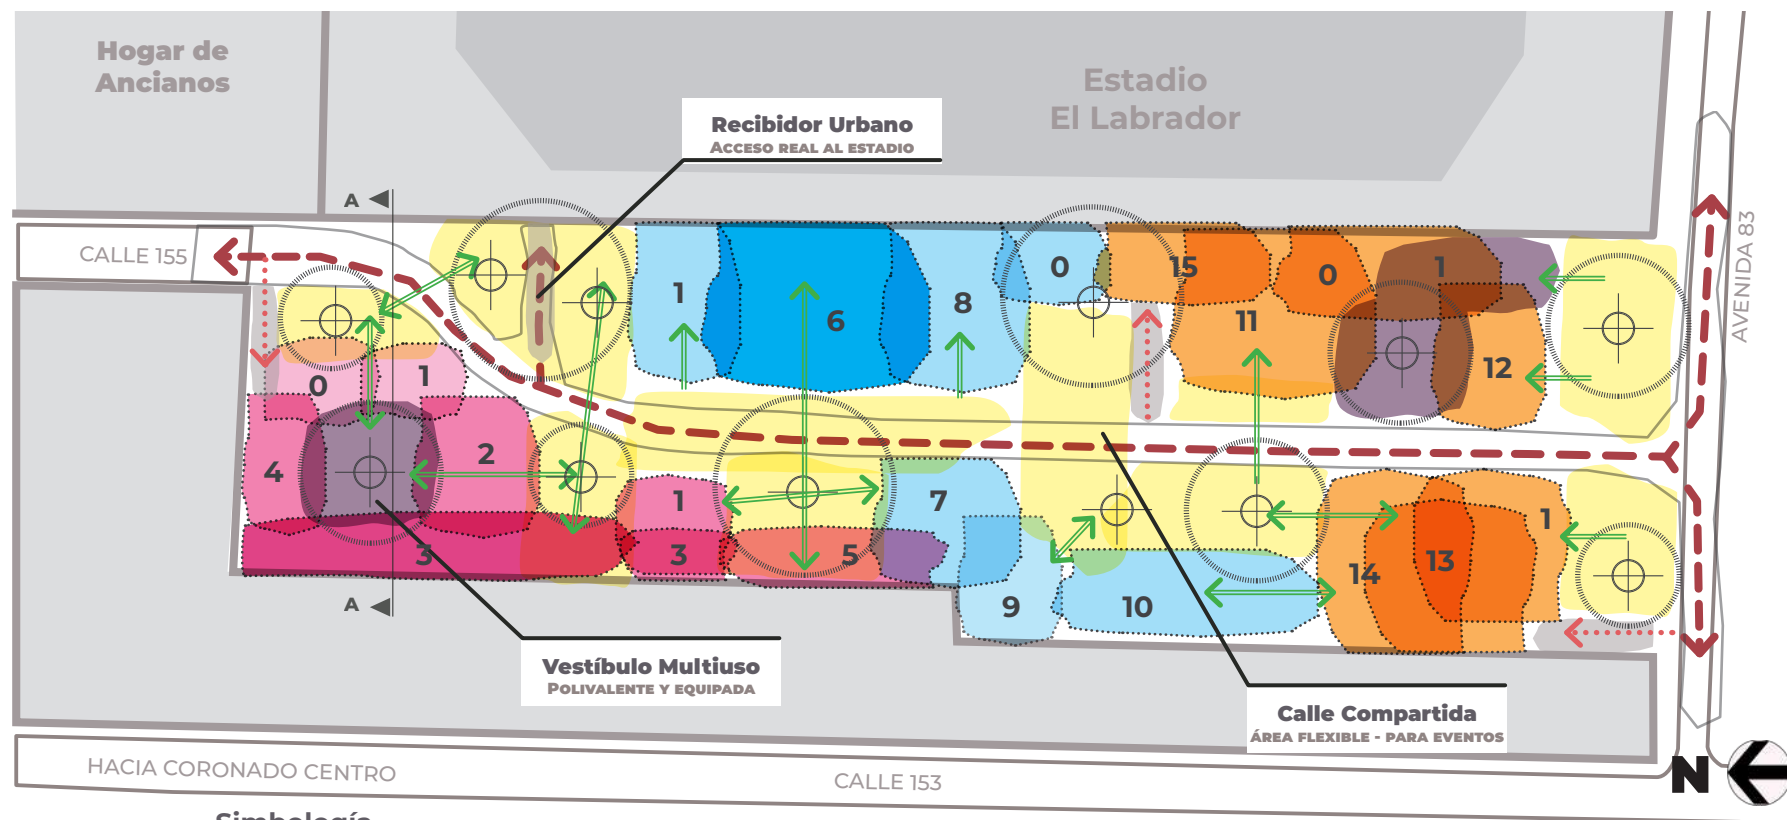 Hogar de
Ancianos
Estadio
El Labrador
Recibidor Urbano
ACCESO REAL AL ESTADIO
A
CALLE 155
AVENIDA 83
1
6
8
0
15
0
1
11
12
0
1
4
2
3
1
3
5
7
9
10
14
13
1
A
Vestíbulo Multiuso
POLIVALENTE Y EQUIPADA
Calle Compartida
ÁREA FLEXIBLE - PARA EVENTOS
HACIA CORONADO CENTRO
CALLE 153
N
Simbología